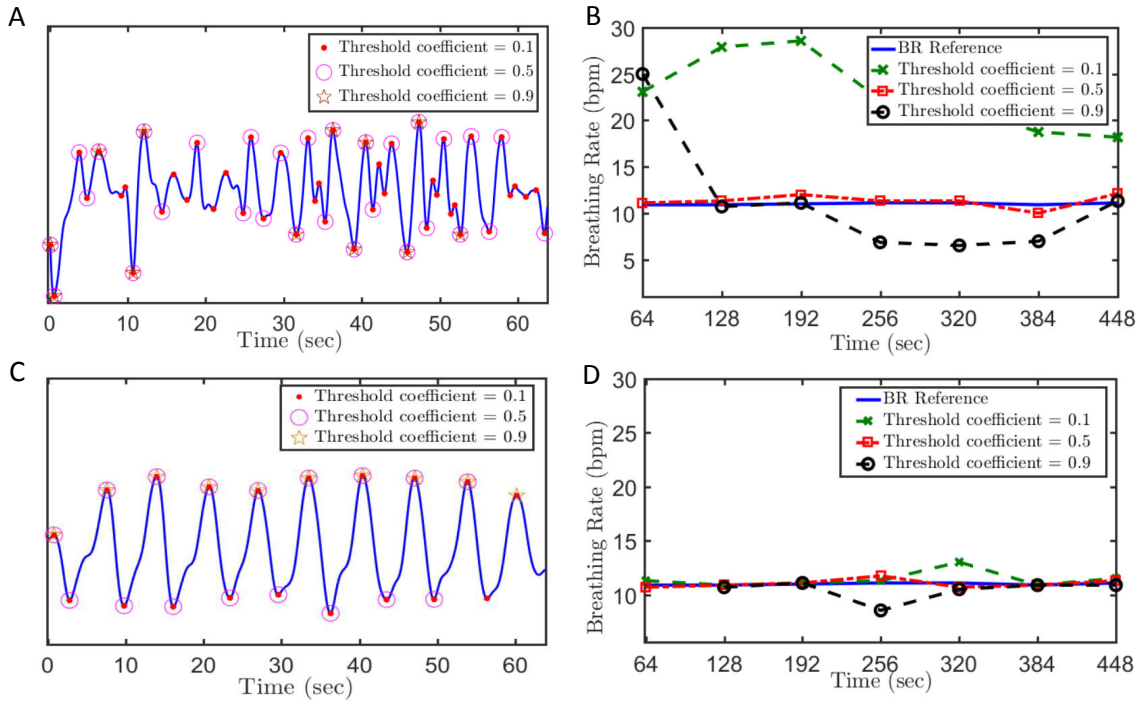 A
Threshold coefficient = 0.1
Threshold coefficient = 0.5
Threshold coefficient = 0.9
0 10 20 30 40 50 60
Time (sec)
B
Breathing Rate (bpm)
30
25
20
15
10
5
BR Reference
Threshold coefficient = 0.1
Threshold coefficient = 0.5
Threshold coefficient = 0.9
64 128 192 256 320 384 448
Time (sec)
C
Threshold coefficient = 0.1
Threshold coefficient = 0.5
Threshold coefficient = 0.9
0 10 20 30 40 50 60
Time (sec)
D
Breathing Rate (bpm)
30
25
20
15
10
BR Reference
Threshold coefficient = 0.1
Threshold coefficient = 0.5
Threshold coefficient = 0.9
64 128 192 256 320 384 448
Time (sec)